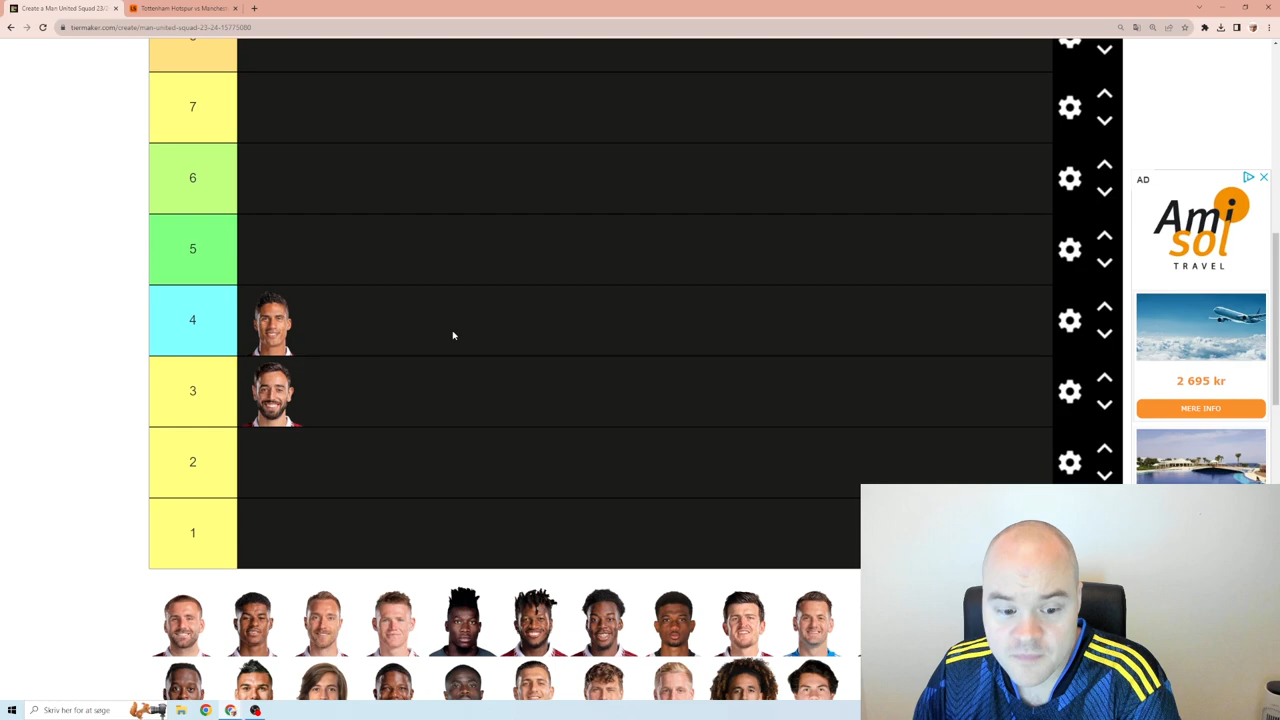 Create a Man United Squad 23/2
Tottenham Hotspur vs Manchest
tiermaker.com/create/man-united-squad-23-24-15775080
7
6
5
4
3
2
1
AD
Ami
sol
TRAVEL
2 695 kr
MERE INFO
Skriv her for at søge